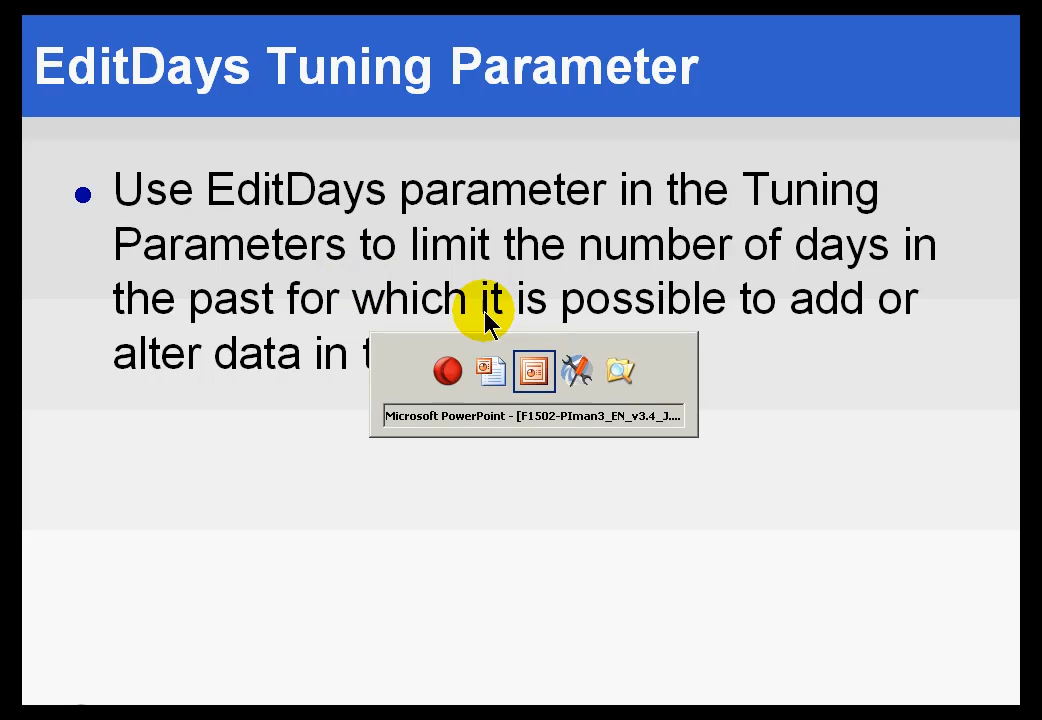 EditDays Tuning Parameter
Use EditDays parameter in the Tuning
Parameters to limit the number of days in
the past for which it is possible to add or
alter data in
Microsoft PowerPoint - [F1502-PIman3_EN_v3.4_J....